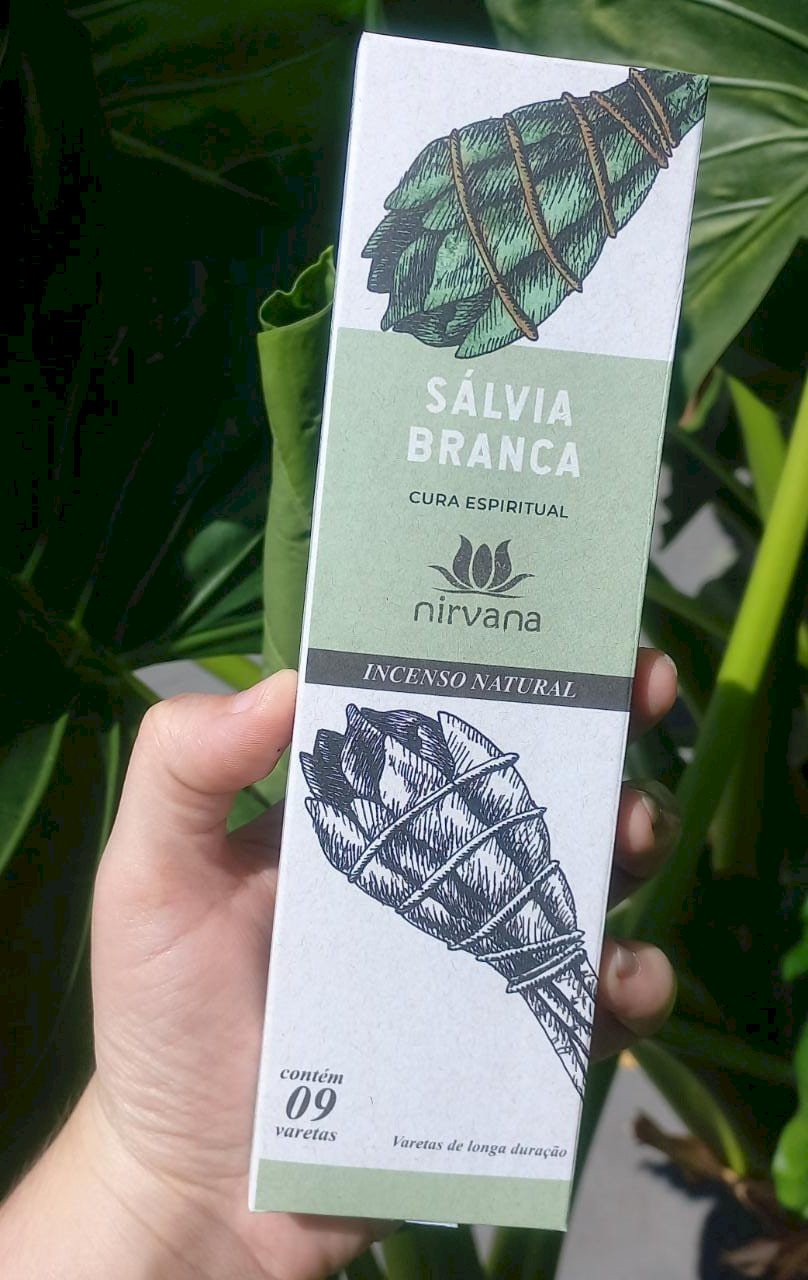 SÁLVIA
BRANCA
CURA ESPIRITUAL
nirvana
INCENSO NATURAL
contém
09
varetas
Varetas de longa duração